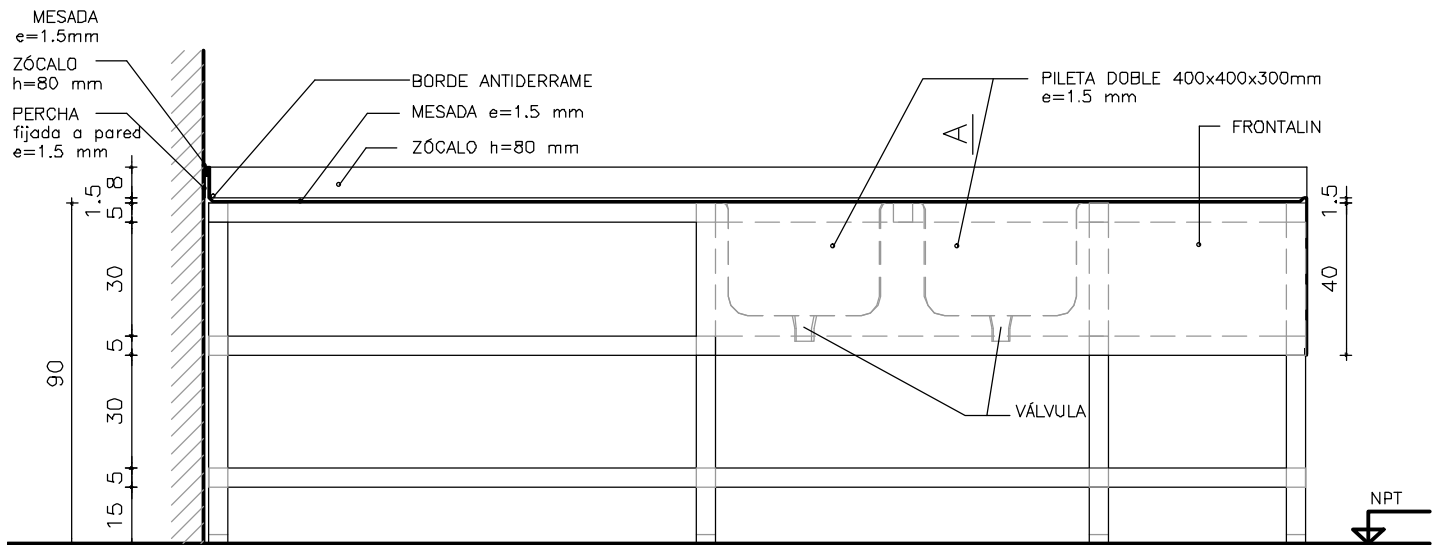 MESADA
e=1.5mm
ZÓCALO
h=80 mm
PERCHA
fijada a pared
e=1.5 mm
BORDE ANTIDERRAME
MESADA e=1.5 mm
ZÓCALO h=80 mm
PILETA DOBLE 400x400x300mm
e=1.5 mm
A
FRONTALIN
8
1.5
5
30
5
30
5
15
90
1.5
40
VÁLVULA
NPT